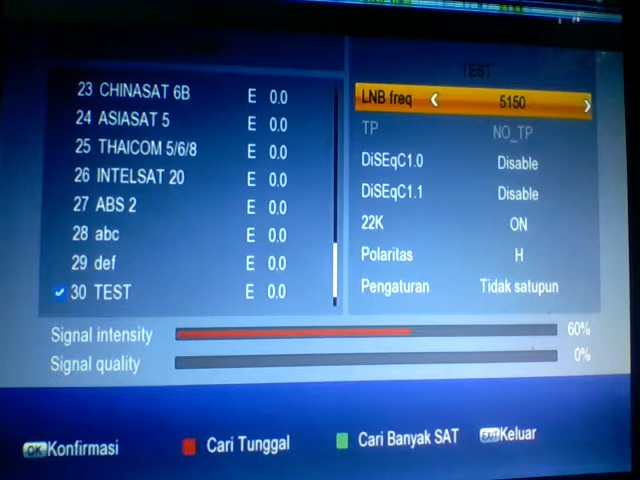 23 CHINASAT 6B E 0.0
24 ASIASAT 5 E 0.0
25 THAICOM 5/6/8 E 0.0
26 INTELSAT 20 E 0.0
27 ABS 2 E 0.0
28 abc E 0.0
29 def E 0.0
30 TEST E 0.0
TEST
LNB freq 5150
TP NO_TP
DiSEqC1.0 Disable
DiSEqC1.1 Disable
22K ON
Polaritas H
Pengaturan Tidak satupun
Signal intensity 60%
Signal quality 0%
OK Konfirmasi Cari Tunggal Cari Banyak SAT EXIT Keluar